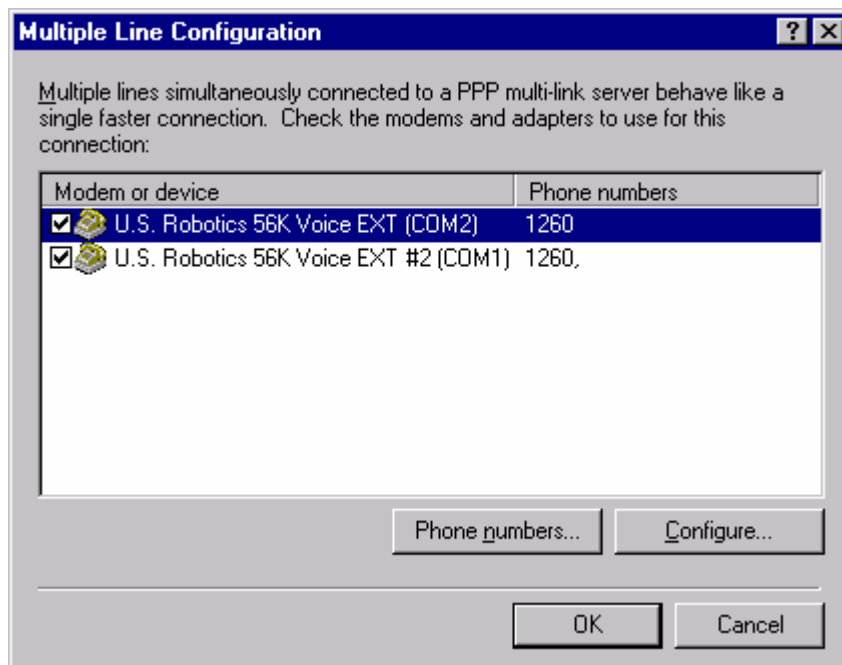 Multiple Line Configuration
Multiple lines simultaneously connected to a PPP multi-link server behave like a
single faster connection. Check the modems and adapters to use for this
connection:
Modem or device Phone numbers
U.S. Robotics 56K Voice EXT (COM2) 1260
U.S. Robotics 56K Voice EXT #2 (COM1) 1260,
Phone numbers... Configure...
OK Cancel